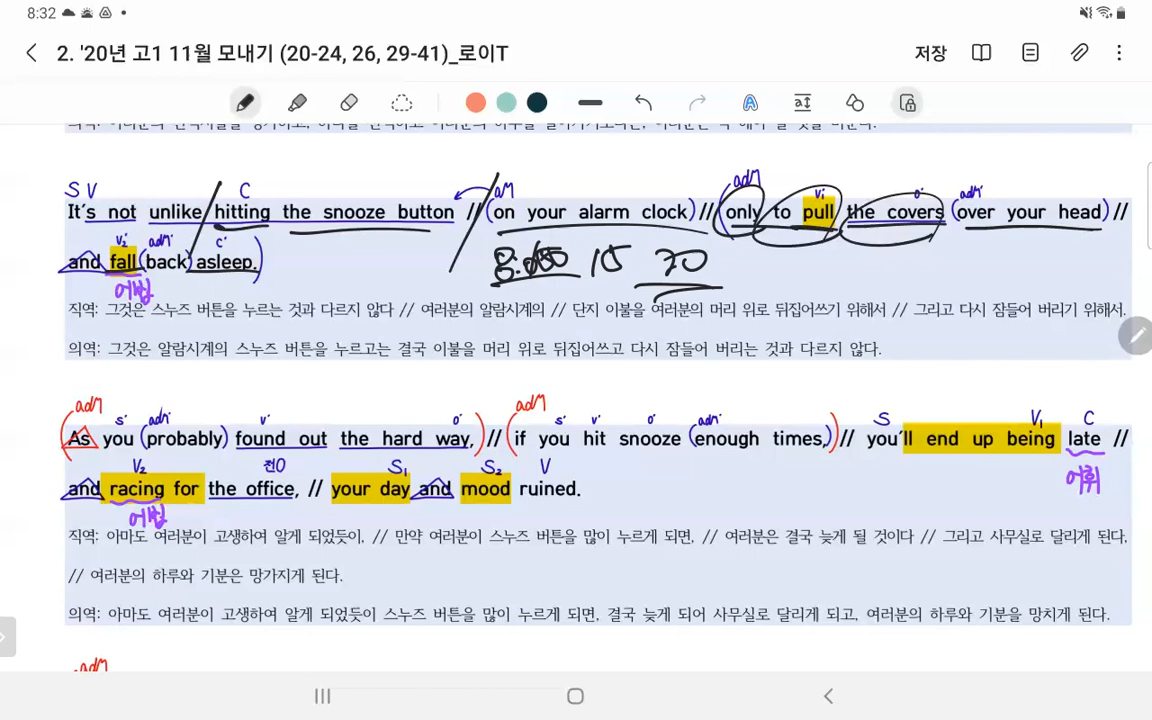 8:32
2. '20년 고1 11월 모내기 (20-24, 26, 29-41)_로이T
저장
S V C aM adM v₁' o' adM'
It's not unlike hitting the snooze button // (on your alarm clock) // (only to pull the covers (over your head) //
v₂' adM' c'
and fall (back) asleep.)
15 20
어법
직역: 그것은 스누즈 버튼을 누르는 것과 다르지 않다 // 여러분의 알람시계의 // 단지 이불을 여러분의 머리 위로 뒤집어쓰기 위해서 // 그리고 다시 잠들어 버리기 위해서.
의역: 그것은 알람시계의 스누즈 버튼을 누르고는 결국 이불을 머리 위로 뒤집어쓰고 다시 잠들어 버리는 것과 다르지 않다.
adM adM
s' adM' v' o' s' v' o' adM' S V₁ C
(As you (probably) found out the hard way,) // (if you hit snooze (enough times,) // you'll end up being late //
V₂ 전O S₁ S₂ V 어휘
and racing for the office, // your day and mood ruined.
어법
직역: 아마도 여러분이 고생하여 알게 되었듯이, // 만약 여러분이 스누즈 버튼을 많이 누르게 되면, // 여러분은 결국 늦게 될 것이다 // 그리고 사무실로 달리게 된다,
// 여러분의 하루와 기분은 망가지게 된다.
의역: 아마도 여러분이 고생하여 알게 되었듯이 스누즈 버튼을 많이 누르게 되면, 결국 늦게 되어 사무실로 달리게 되고, 여러분의 하루와 기분을 망치게 된다.
adM